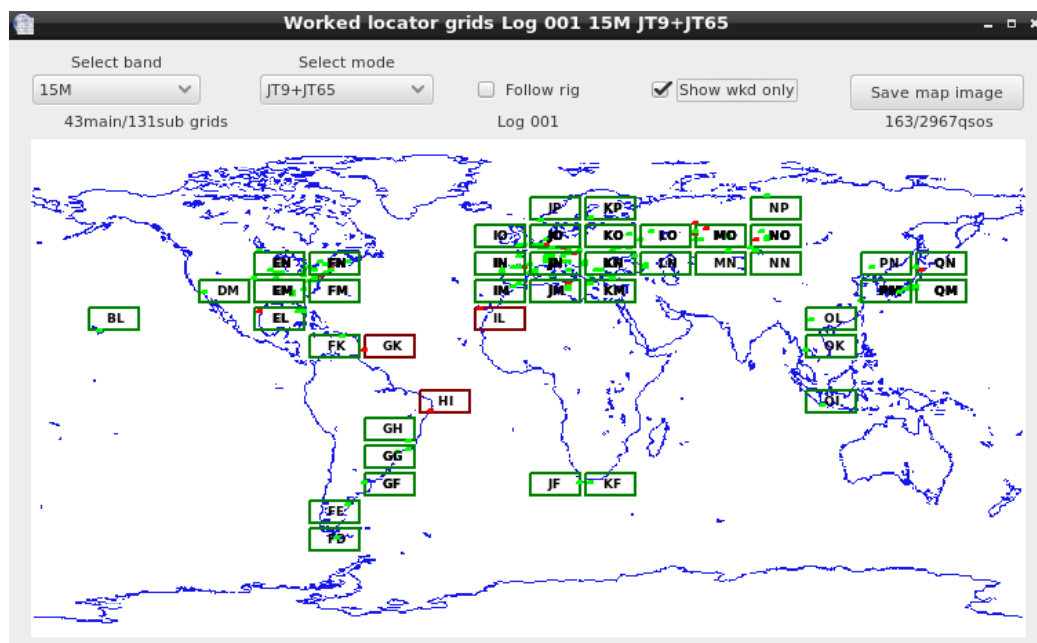 Worked locator grids Log 001 15M JT9+JT65
Select band Select mode
15M JT9+JT65 Follow rig Show wkd only Save map image
43main/131sub grids Log 001 163/2967qsos
JP KP NP
IO JO KO LO MO NO
EN FN IN JN KN LN MN NN PN QN
DM EM FM IM JM KM QM
BL EL IL OL
FK GK OK
HI OI
GH
GG
GF JF KF
FE
FD